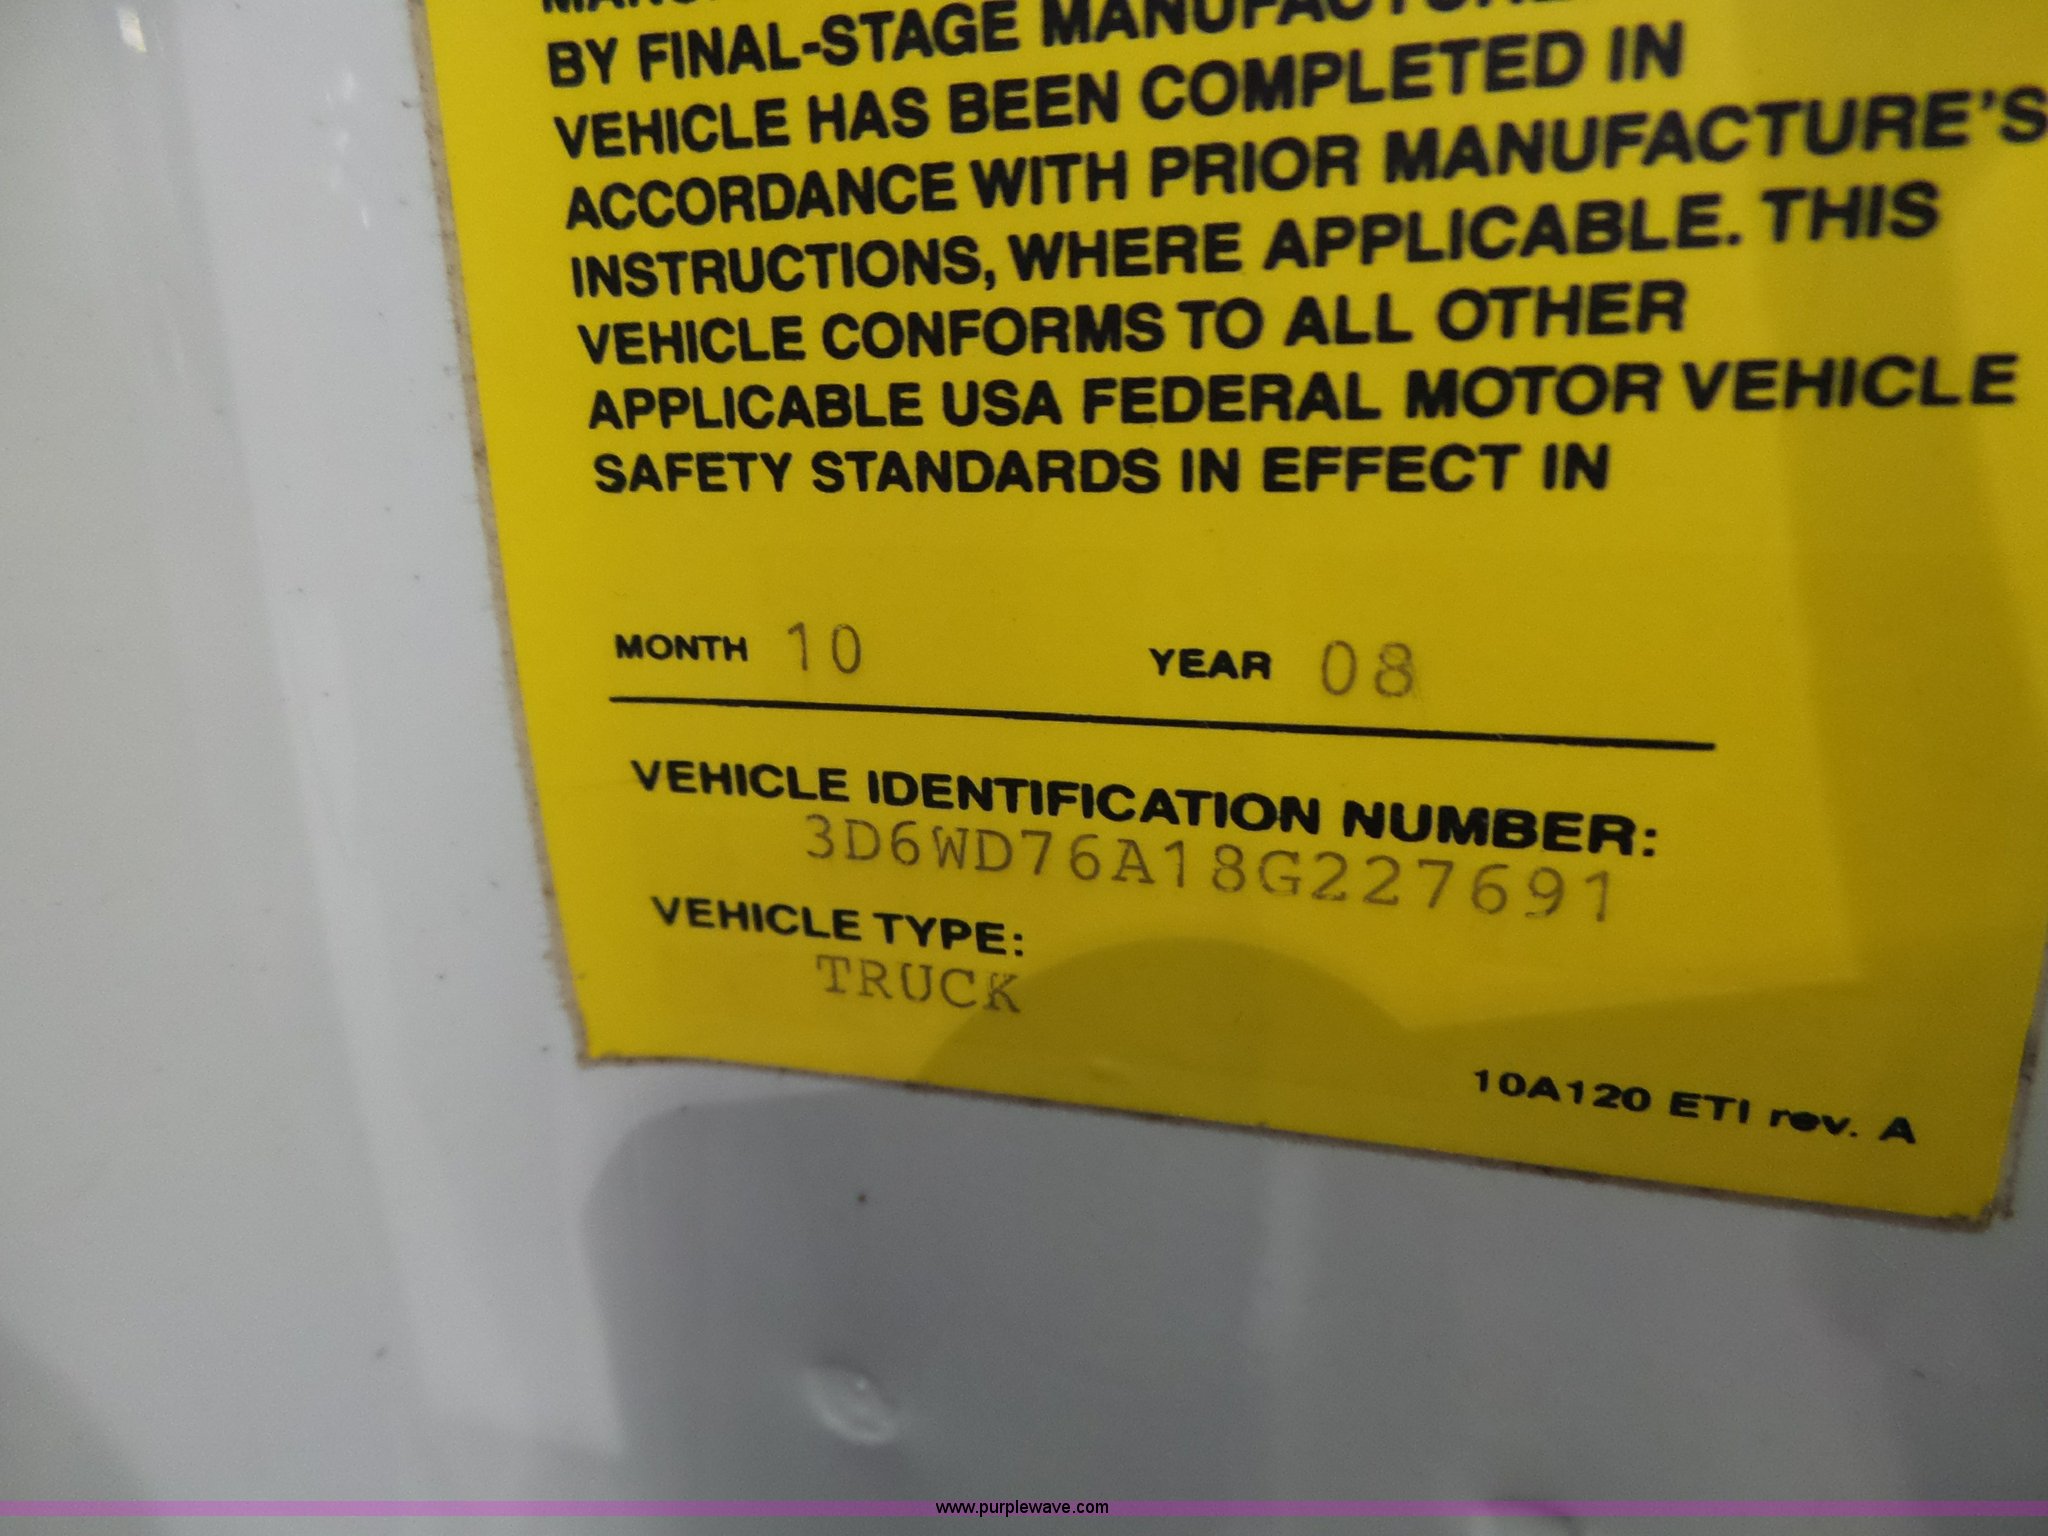 BY FINAL-STAGE MANUFACTURE
VEHICLE HAS BEEN COMPLETED IN
ACCORDANCE WITH PRIOR MANUFACTURE'S
INSTRUCTIONS, WHERE APPLICABLE. THIS
VEHICLE CONFORMS TO ALL OTHER
APPLICABLE USA FEDERAL MOTOR VEHICLE
SAFETY STANDARDS IN EFFECT IN
MONTH 10 YEAR 08
VEHICLE IDENTIFICATION NUMBER:
3D6WD76A18G227691
VEHICLE TYPE:
TRUCK
10A120 ETI rev. A
www.purplewave.com